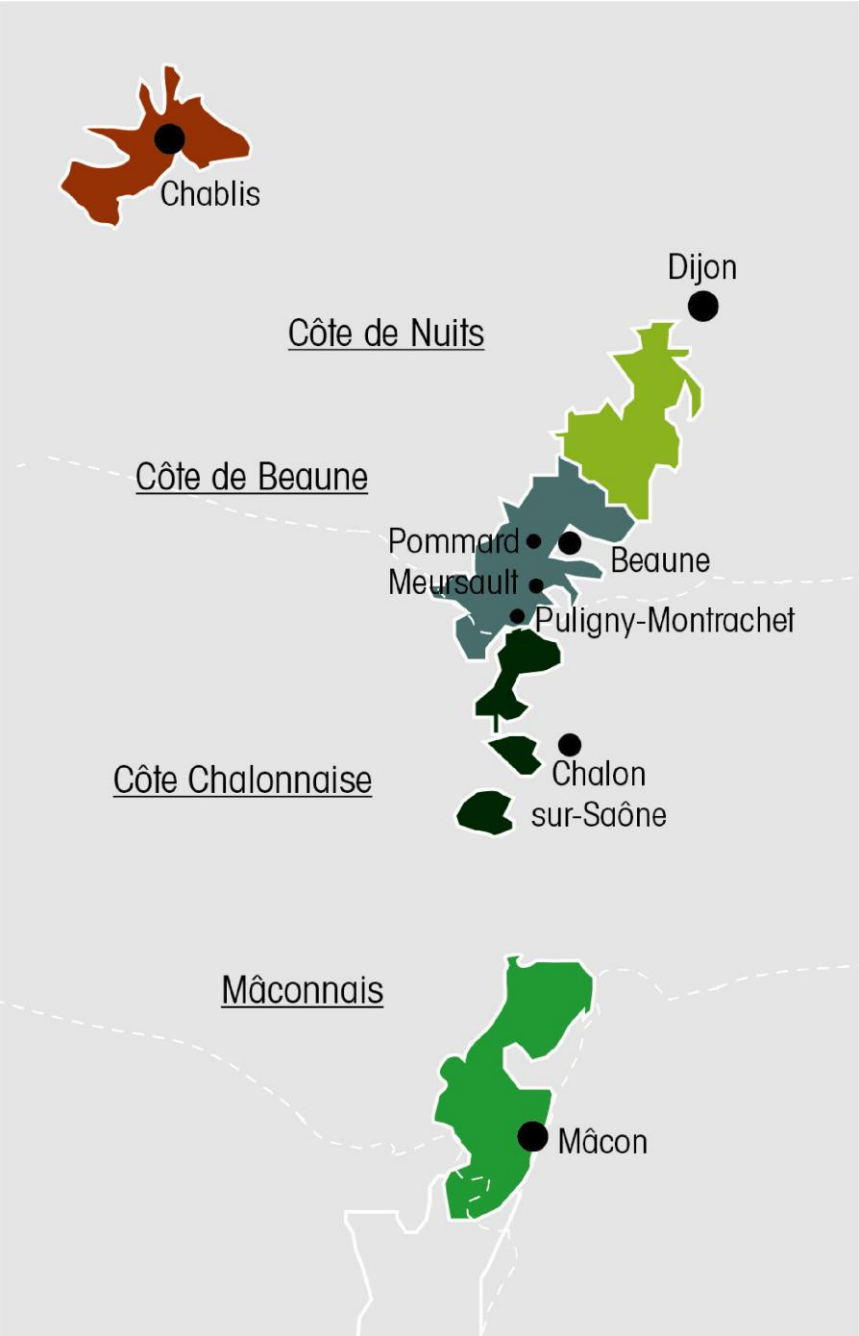 Chablis
Dijon
Côte de Nuits
Côte de Beaune
Pommard
Beaune
Meursault
Puligny-Montrachet
Côte Chalonnaise
Chalon
sur-Saône
Mâconnais
Mâcon